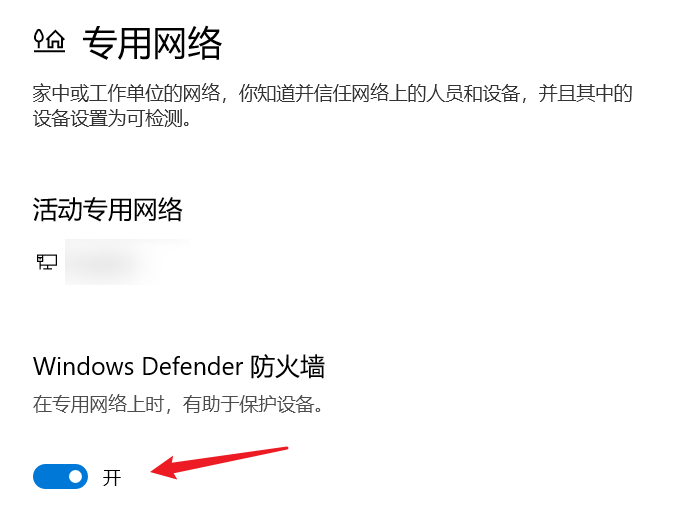 专用网络
家中或工作单位的网络，你知道并信任网络上的人员和设备，并且其中的
设备设置为可检测。
活动专用网络
Windows Defender 防火墙
在专用网络上时，有助于保护设备。
开